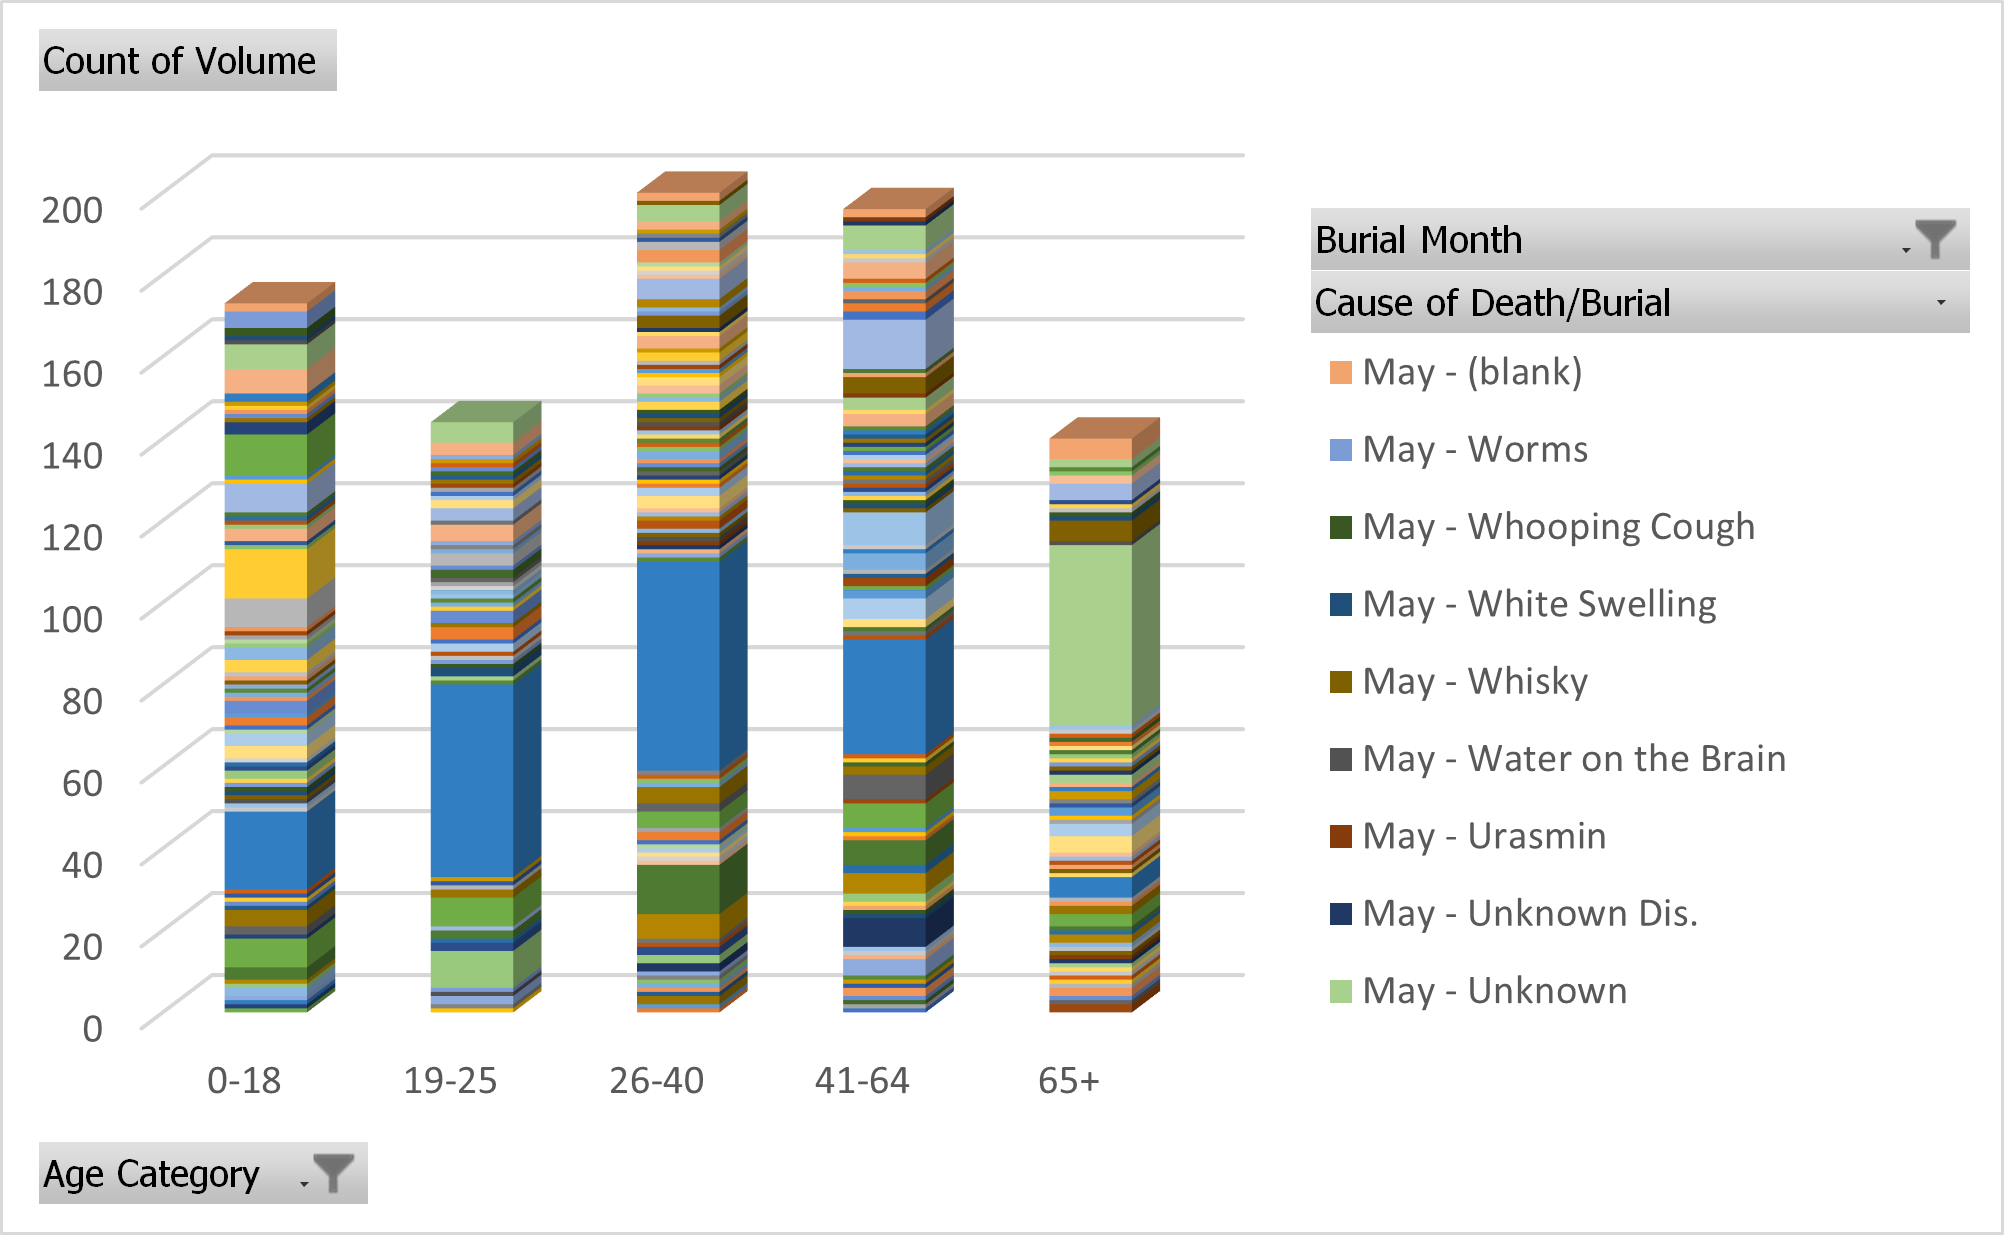 Count of Volume
200
180
160
140
120
100
80
60
40
20
0
0-18 19-25 26-40 41-64 65+
Age Category
Burial Month
Cause of Death/Burial
May - (blank)
May - Worms
May - Whooping Cough
May - White Swelling
May - Whisky
May - Water on the Brain
May - Urasmin
May - Unknown Dis.
May - Unknown